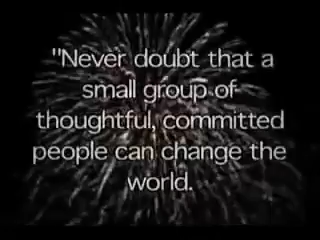 "Never doubt that a
small group of
thoughtful, committed
people can change the
world.